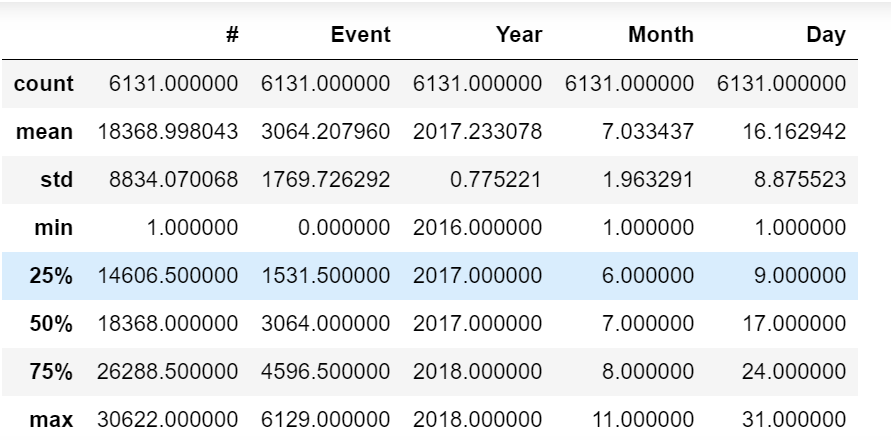 # Event Year Month Day
count 6131.000000 6131.000000 6131.000000 6131.000000 6131.000000
mean 18368.998043 3064.207960 2017.233078 7.033437 16.162942
std 8834.070068 1769.726292 0.775221 1.963291 8.875523
min 1.000000 0.000000 2016.000000 1.000000 1.000000
25% 14606.500000 1531.500000 2017.000000 6.000000 9.000000
50% 18368.000000 3064.000000 2017.000000 7.000000 17.000000
75% 26288.500000 4596.500000 2018.000000 8.000000 24.000000
max 30622.000000 6129.000000 2018.000000 11.000000 31.000000